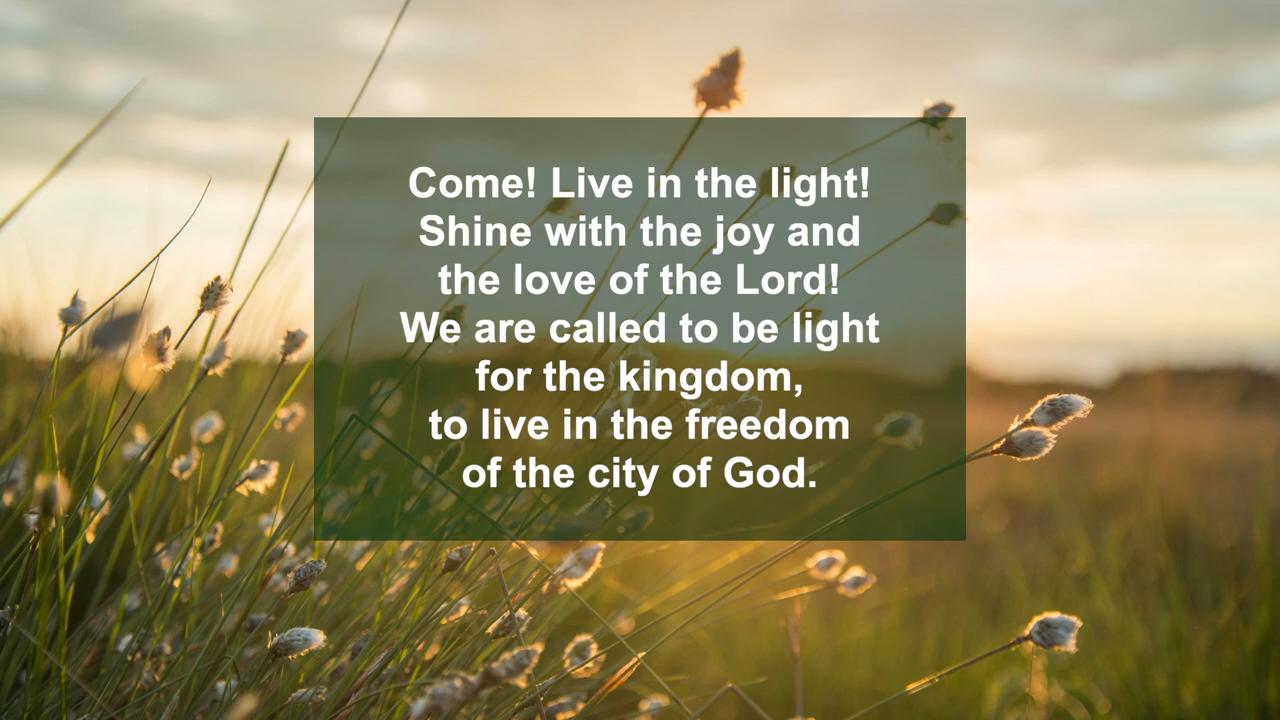 Come! Live in the light!
Shine with the joy and
the love of the Lord!
We are called to be light
for the kingdom,
to live in the freedom
of the city of God.